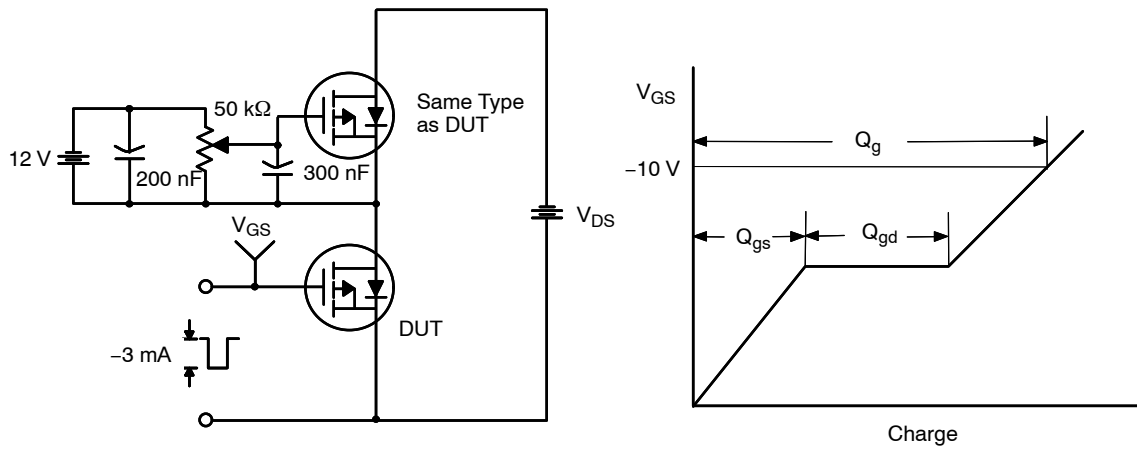 50 kΩ
12 V
200 nF
300 nF
Same Type
as DUT
V_GS
V_DS
DUT
−3 mA
V_GS
−10 V
Q_g
Q_gs
Q_gd
Charge